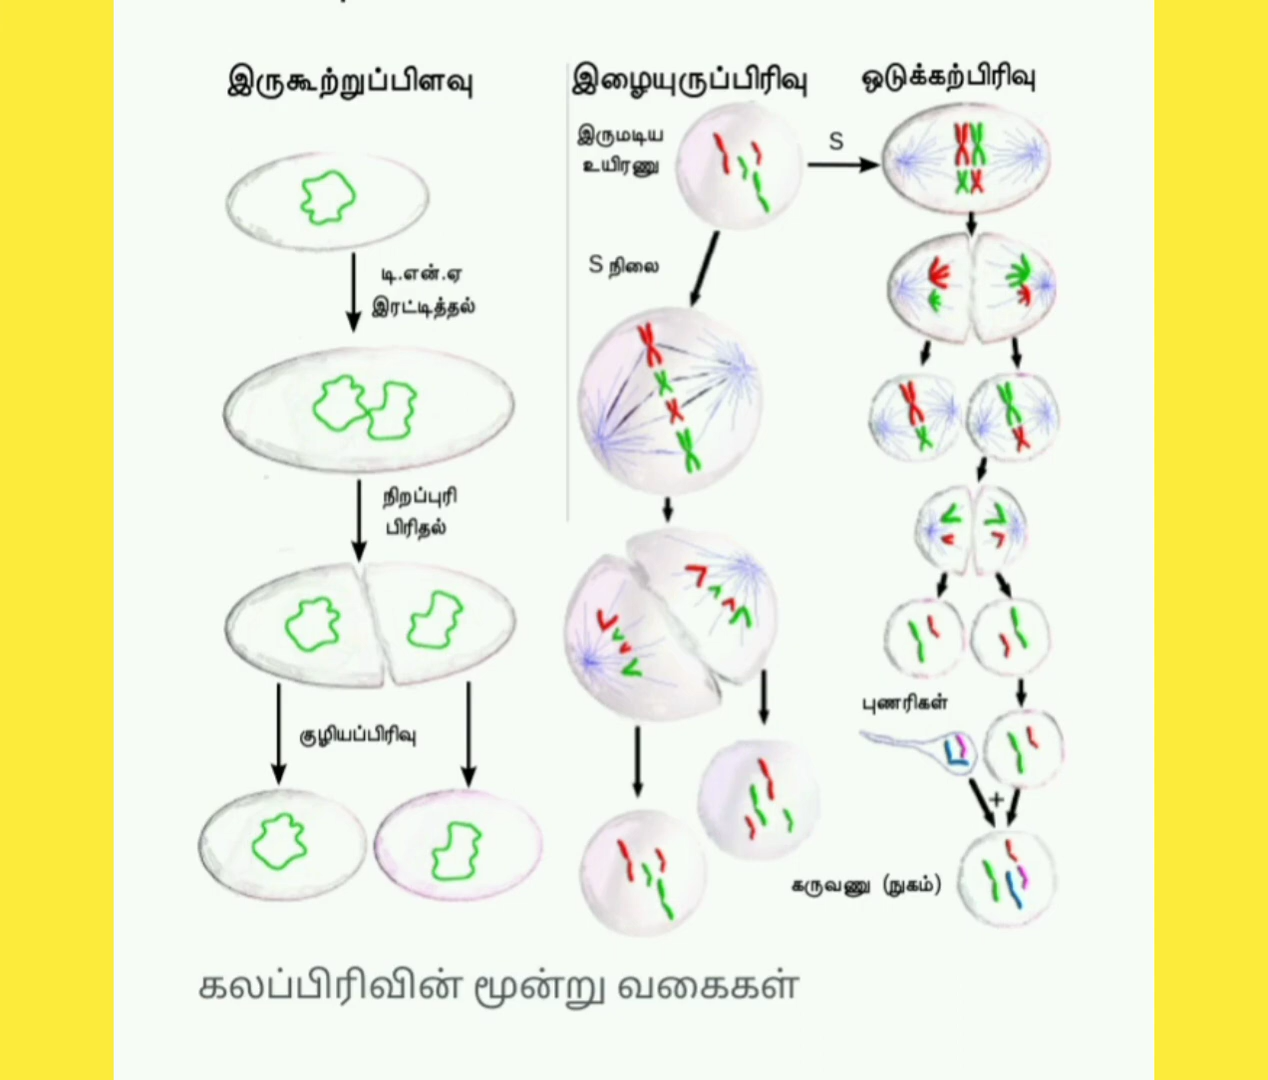 இருகூற்றுப்பிளவு
டி.என்.ஏ
இரட்டித்தல்
நிறப்புரி
பிரிதல்
குழியப்பிரிவு
இழையுருப்பிரிவு
இருமடிய
உயிரணு
S
S நிலை
ஒடுக்கற்பிரிவு
புணரிகள்
+
கருவணு (நுகம்)
கலப்பிரிவின் மூன்று வகைகள்